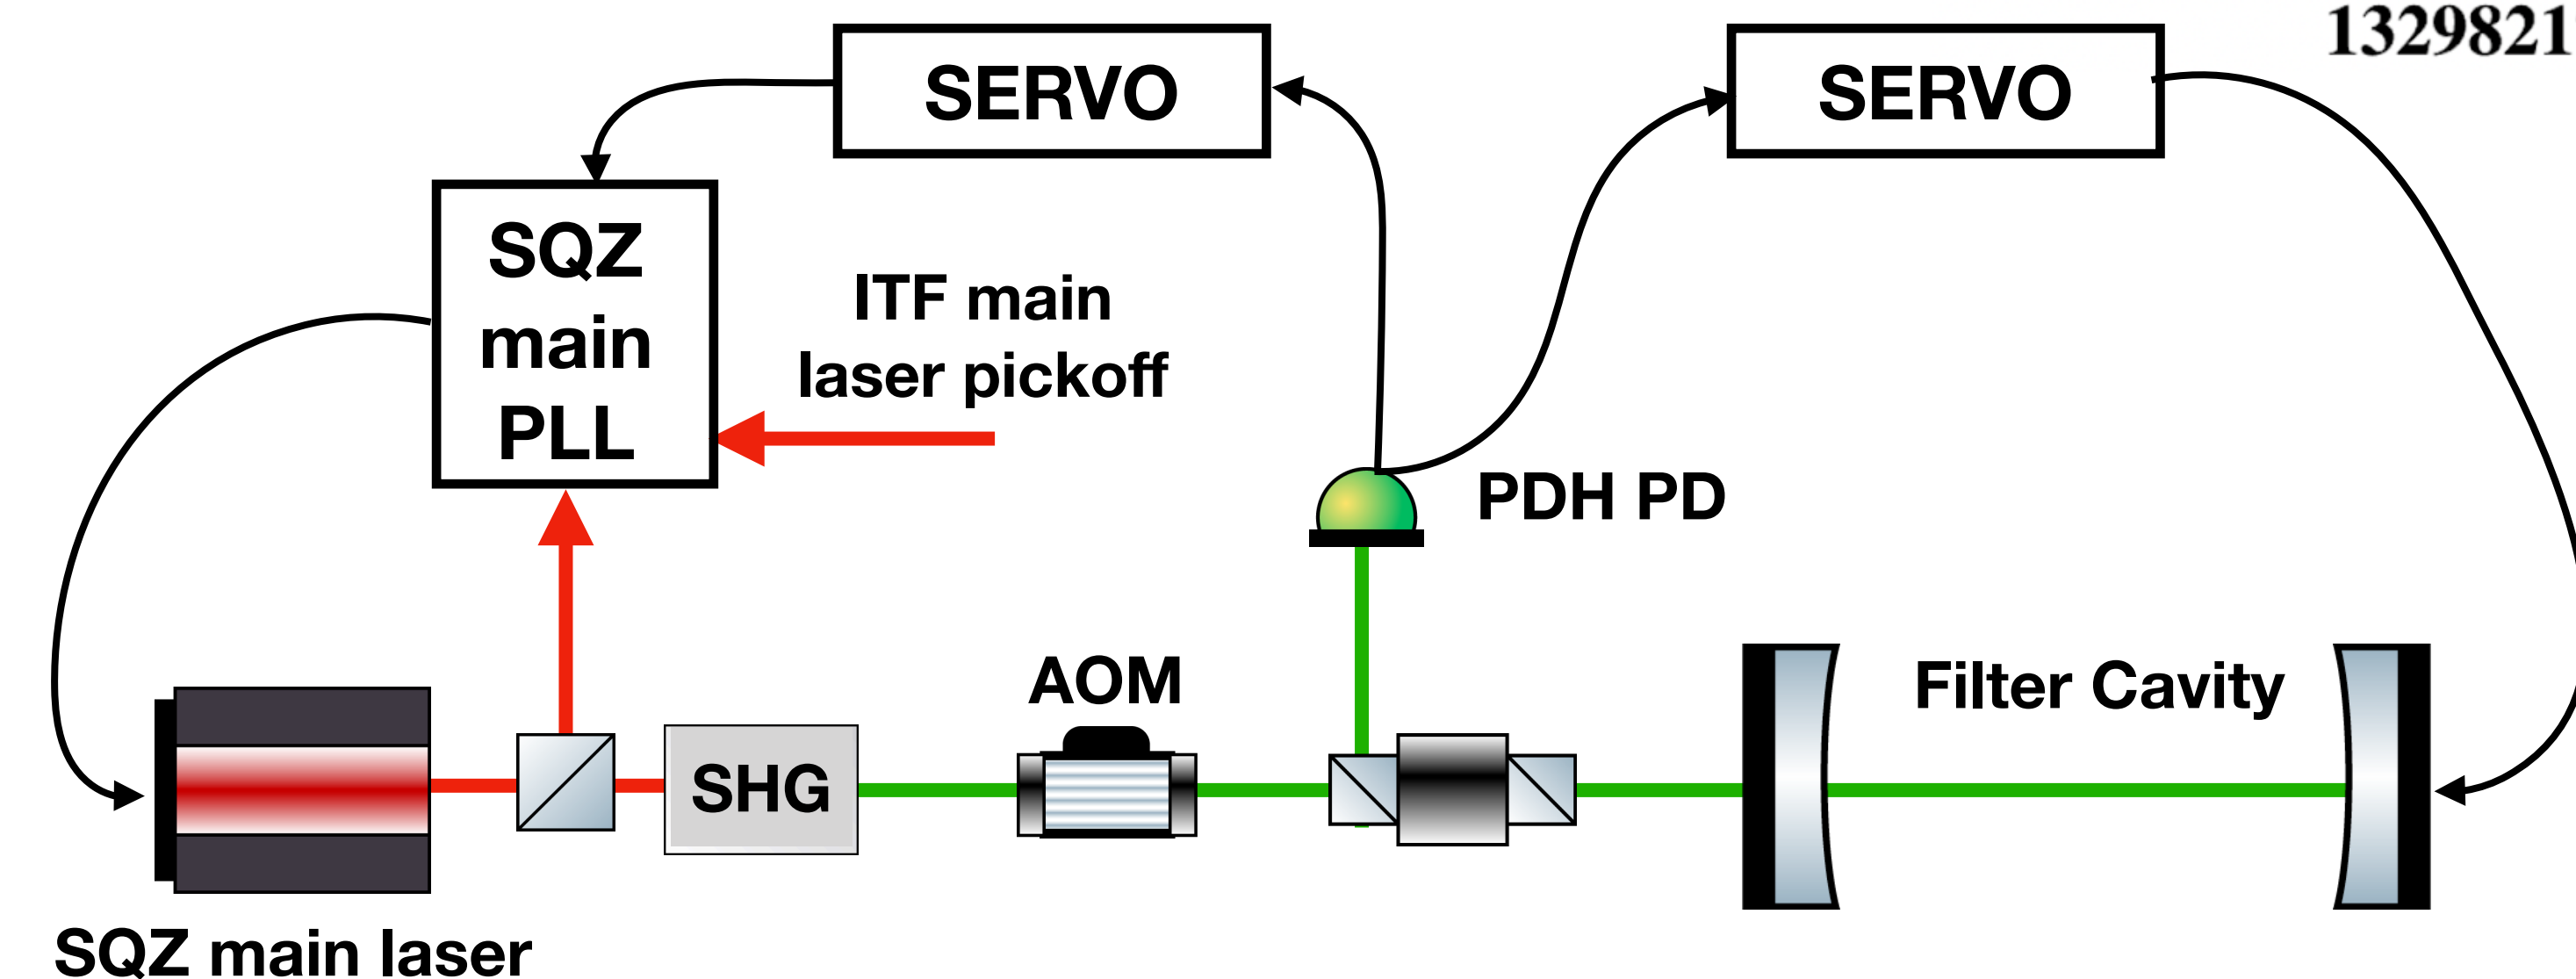 SERVO
SERVO
1329821
SQZ
main
PLL
ITF main
laser pickoff
PDH PD
AOM
Filter Cavity
SHG
SQZ main laser